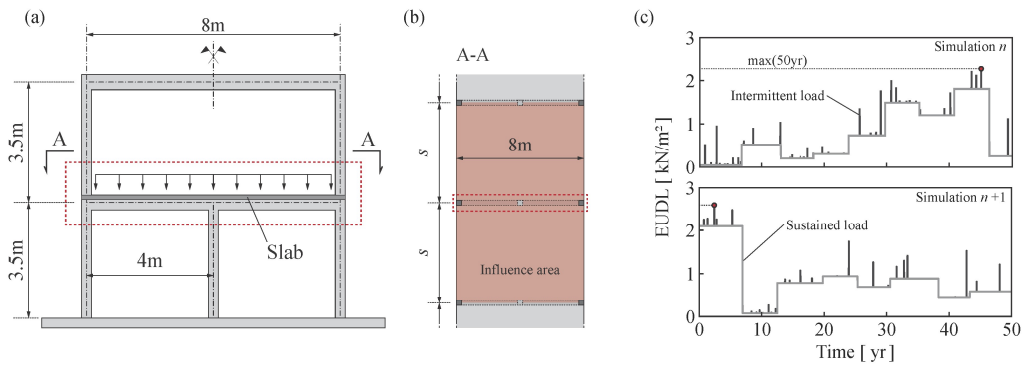 (a)
8m
3.5m
A
A
3.5m
4m
Slab
(b)
A-A
s
8m
s
Influence area
(c)
EUDL [ kN/m² ]
3
2
1
0
Simulation n
max(50yr)
Intermittent load
3
2
1
0
Simulation n+1
Sustained load
0 10 20 30 40 50
Time [ yr ]